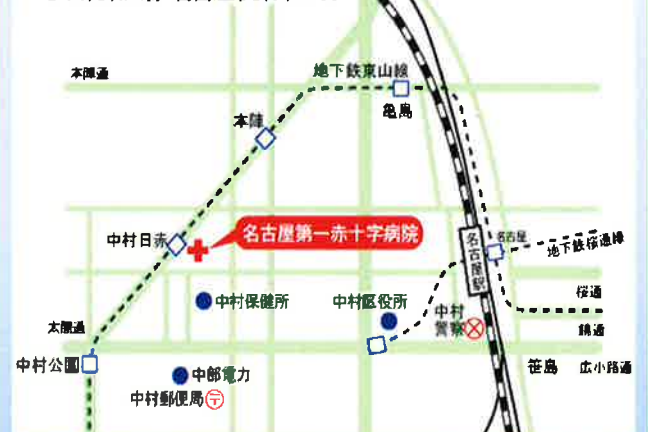 本陣通
地下鉄東山線
亀島
本陣
中村日赤
名古屋第一赤十字病院
名古屋
地下鉄桜通線
名古屋駅
桜通
錦通
中村保健所
中村区役所
中村
警察
太閤通
中村公園
笹島
広小路通
中部電力
中村郵便局